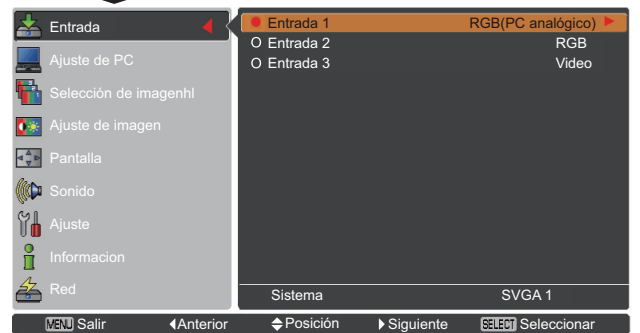 Entrada
Ajuste de PC
Selección de imagenhl
Ajuste de imagen
Pantalla
Sonido
Ajuste
Informacion
Red
Entrada 1 RGB(PC analógico)
Entrada 2 RGB
Entrada 3 Video
Sistema SVGA 1
MENU Salir Anterior Posición Siguiente SELECT Seleccionar